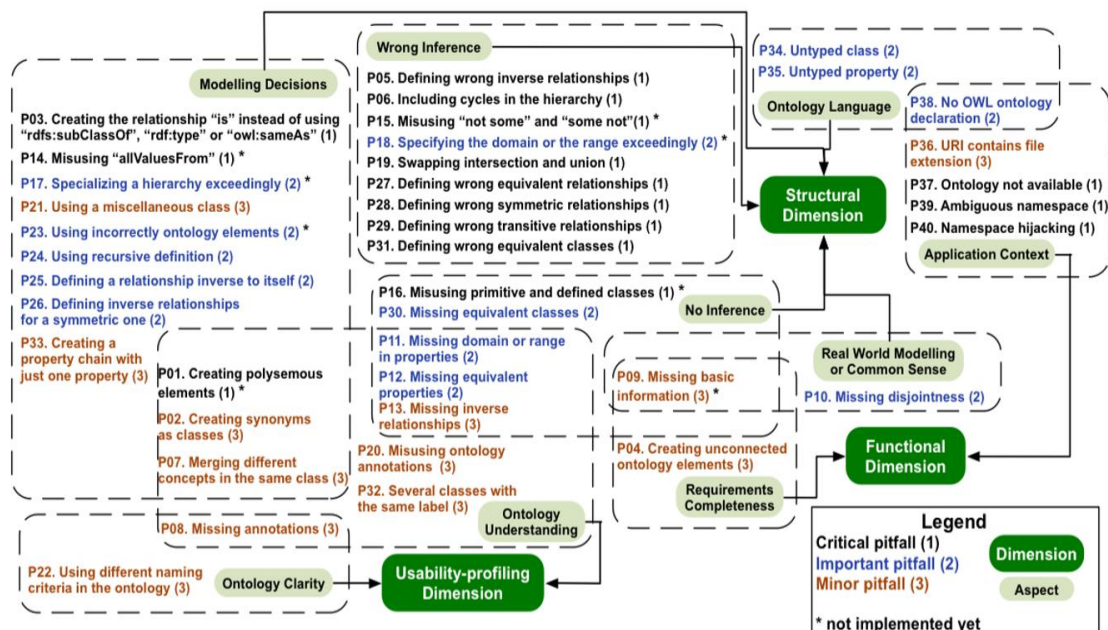 Modelling Decisions
P03. Creating the relationship “is” instead of using
“rdfs:subClassOf”, “rdf:type” or “owl:sameAs” (1)
P14. Misusing “allValuesFrom” (1) *
P17. Specializing a hierarchy exceedingly (2) *
P21. Using a miscellaneous class (3)
P23. Using incorrectly ontology elements (2) *
P24. Using recursive definition (2)
P25. Defining a relationship inverse to itself (2)
P26. Defining inverse relationships
for a symmetric one (2)
P33. Creating a
property chain with
just one property (3)
P01. Creating polysemous
elements (1) *
P02. Creating synonyms
as classes (3)
P07. Merging different
concepts in the same class (3)
P08. Missing annotations (3)
P22. Using different naming
criteria in the ontology (3)
Ontology Clarity
Wrong Inference
P05. Defining wrong inverse relationships (1)
P06. Including cycles in the hierarchy (1)
P15. Misusing “not some” and “some not”(1) *
P18. Specifying the domain or the range exceedingly (2) *
P19. Swapping intersection and union (1)
P27. Defining wrong equivalent relationships (1)
P28. Defining wrong symmetric relationships (1)
P29. Defining wrong transitive relationships (1)
P31. Defining wrong equivalent classes (1)
P16. Misusing primitive and defined classes (1) *
P30. Missing equivalent classes (2)
No Inference
P11. Missing domain or range
in properties (2)
P12. Missing equivalent
properties (2)
P13. Missing inverse
relationships (3)
P20. Misusing ontology
annotations (3)
P32. Several classes with
the same label (3)
Ontology
Understanding
Usability-profiling
Dimension
P34. Untyped class (2)
P35. Untyped property (2)
Ontology Language
P38. No OWL ontology
declaration (2)
P36. URI contains file
extension (3)
P37. Ontology not available (1)
P39. Ambiguous namespace (1)
P40. Namespace hijacking (1)
Application Context
Structural
Dimension
Real World Modelling
or Common Sense
P09. Missing basic
information (3) *
P10. Missing disjointness (2)
P04. Creating unconnected
ontology elements (3)
Requirements
Completeness
Functional
Dimension
Legend
Critical pitfall (1)
Important pitfall (2)
Minor pitfall (3)
* not implemented yet
Dimension
Aspect